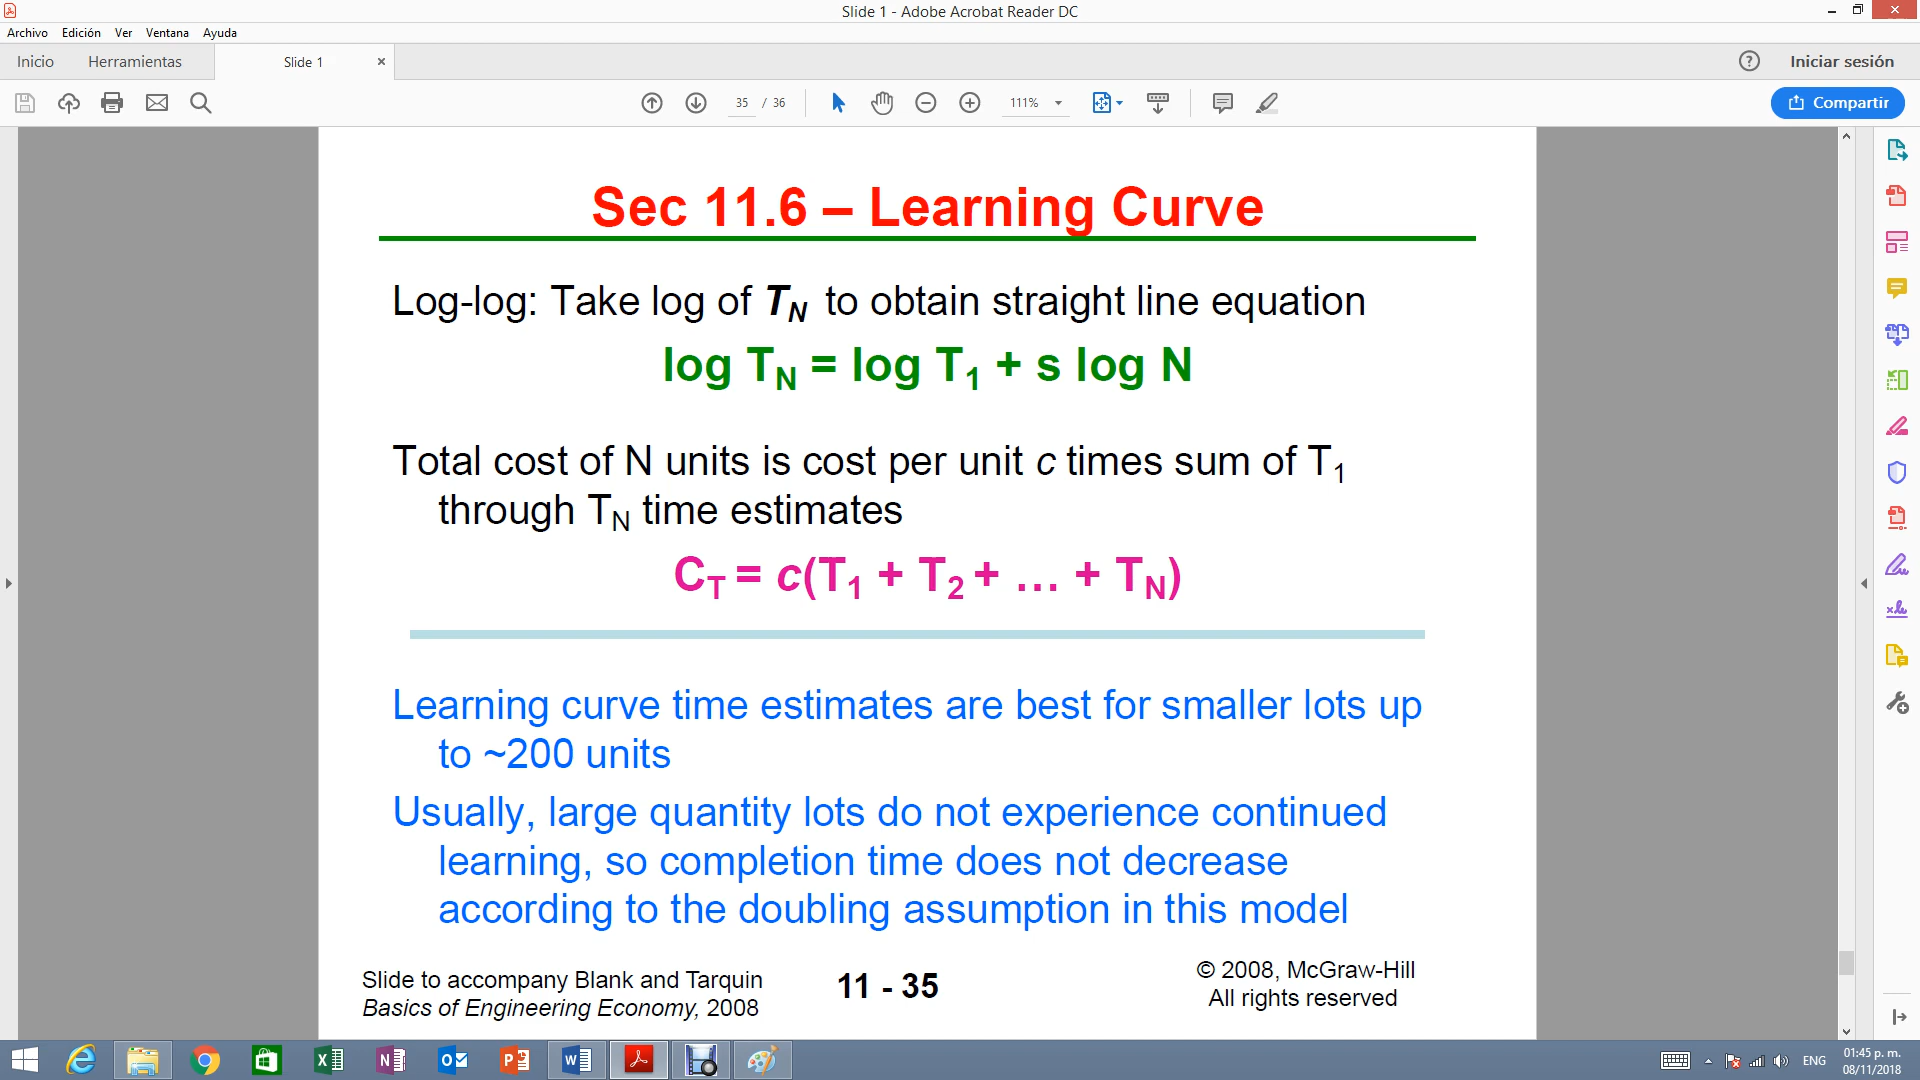 Slide 1 - Adobe Acrobat Reader DC
Archivo Edición Ver Ventana Ayuda
Inicio Herramientas Slide 1
Iniciar sesión
35 / 36
111%
Compartir
Sec 11.6 – Learning Curve
Log-log: Take log of TN to obtain straight line equation
log TN = log T1 + s log N
Total cost of N units is cost per unit c times sum of T1
through TN time estimates
CT = c(T1 + T2 + … + TN)
Learning curve time estimates are best for smaller lots up
to ~200 units
Usually, large quantity lots do not experience continued
learning, so completion time does not decrease
according to the doubling assumption in this model
Slide to accompany Blank and Tarquin
Basics of Engineering Economy, 2008
11 - 35
© 2008, McGraw-Hill
All rights reserved
ENG
01:45 p. m.
08/11/2018